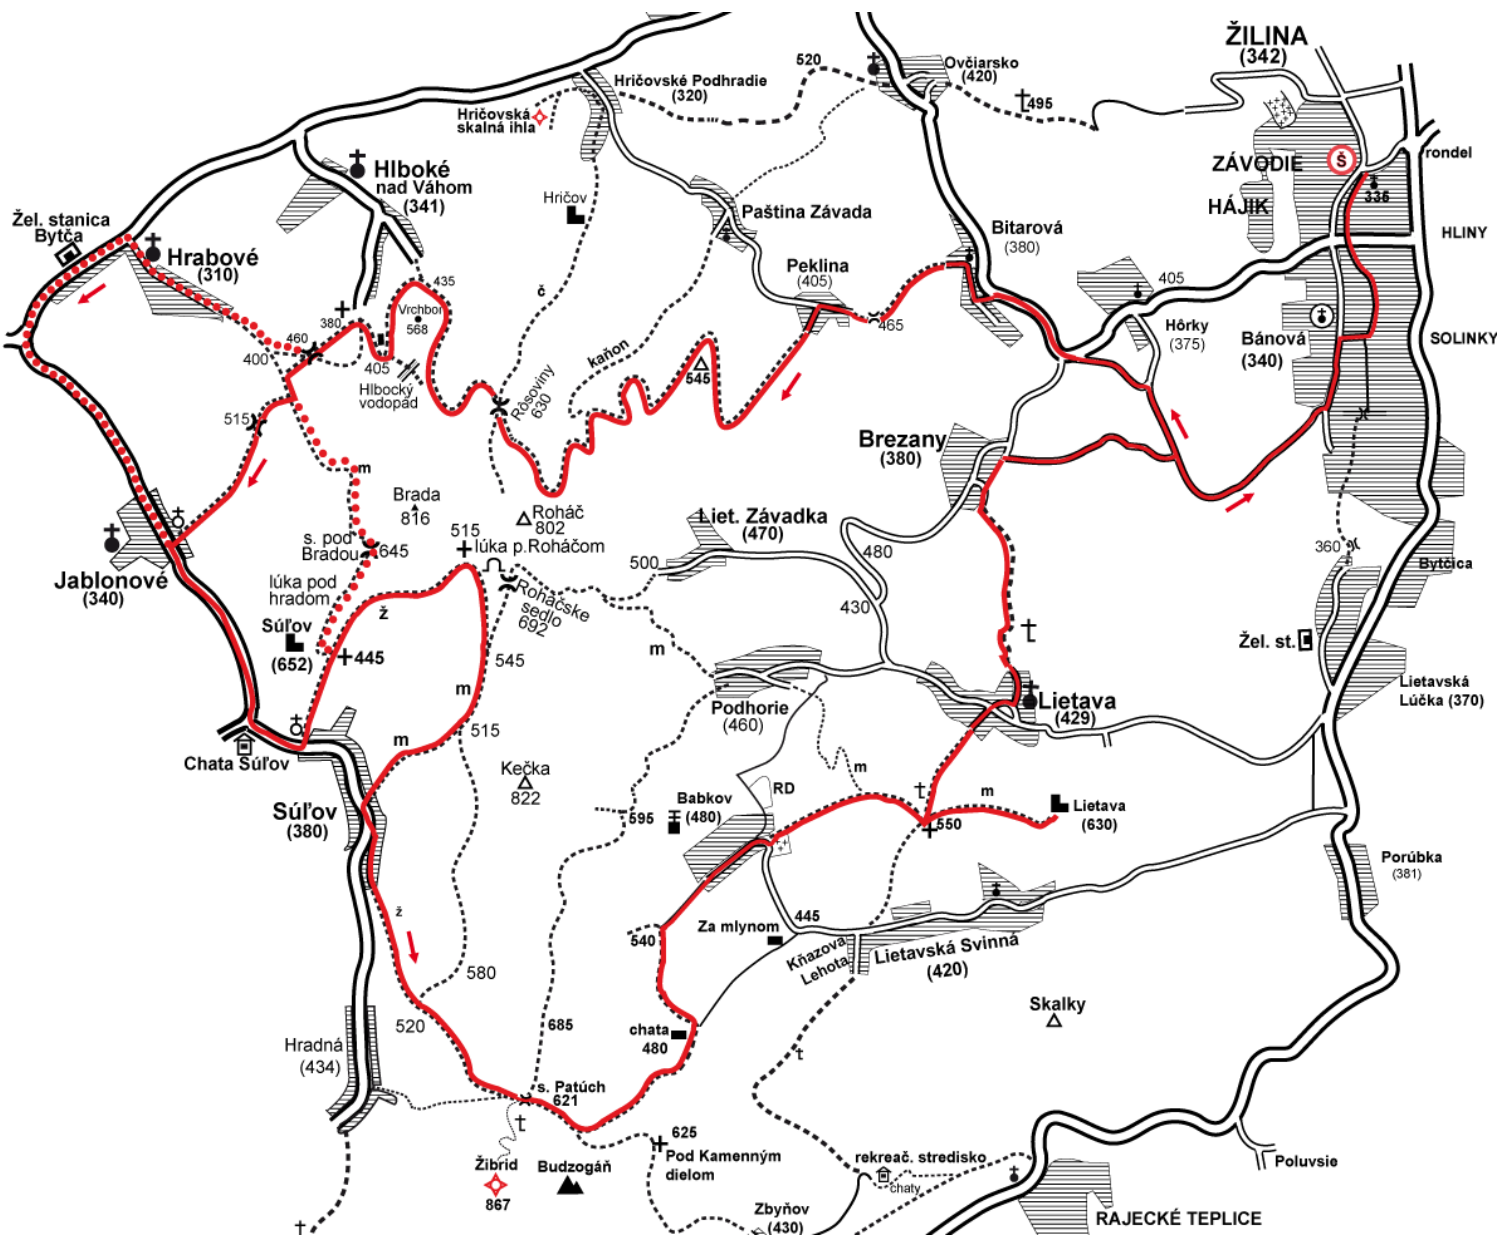 ŽILINA
(342)
Ovčiarsko
(420)
520
Hričovské Podhradie
(320)
495
Hričovská
skalná ihla
Š
rondel
ZÁVODIE
335
HÁJIK
Hlboké
nad Váhom
(341)
Hričov
Paština Závada
Žel. stanica
Bytča
Hrabové
(310)
Bitarová
(380)
HLINY
Peklina
(405)
435
405
č
Vrchbor
568
380
465
Hôrky
(375)
Bánová
(340)
SOLINKY
460
400
405
kaňon
545
Hlbocký
vodopád
Rôsoviny
630
515
Brezany
(380)
m
Brada
816
Roháč
802
515
lúka p.Roháčom
s. pod
Bradou
645
Liet. Závadka
(470)
480
500
360
Bytčica
Jablonové
(340)
lúka pod
hradom
ž
Roháčske
sedlo
692
430
Súľov
(652)
445
545
m
Žel. st.
m
Lietavská
Lúčka (370)
Podhorie
(460)
Lietava
(429)
515
m
Chata Súľov
Kečka
822
m
RD
m
Babkov
(480)
Lietava
(630)
Súľov
(380)
595
550
Porúbka
(381)
ž
445
Za mlynom
540
Kňazova
Lehota
Lietavská Svinná
(420)
580
Skalky
520
685
chata
480
Hradná
(434)
s. Patúch
621
625
Pod Kamenným
dielom
rekreač. stredisko
chaty
Poluvsie
Žibrid
867
Budzogáň
Zbyňov
(430)
RAJECKÉ TEPLICE